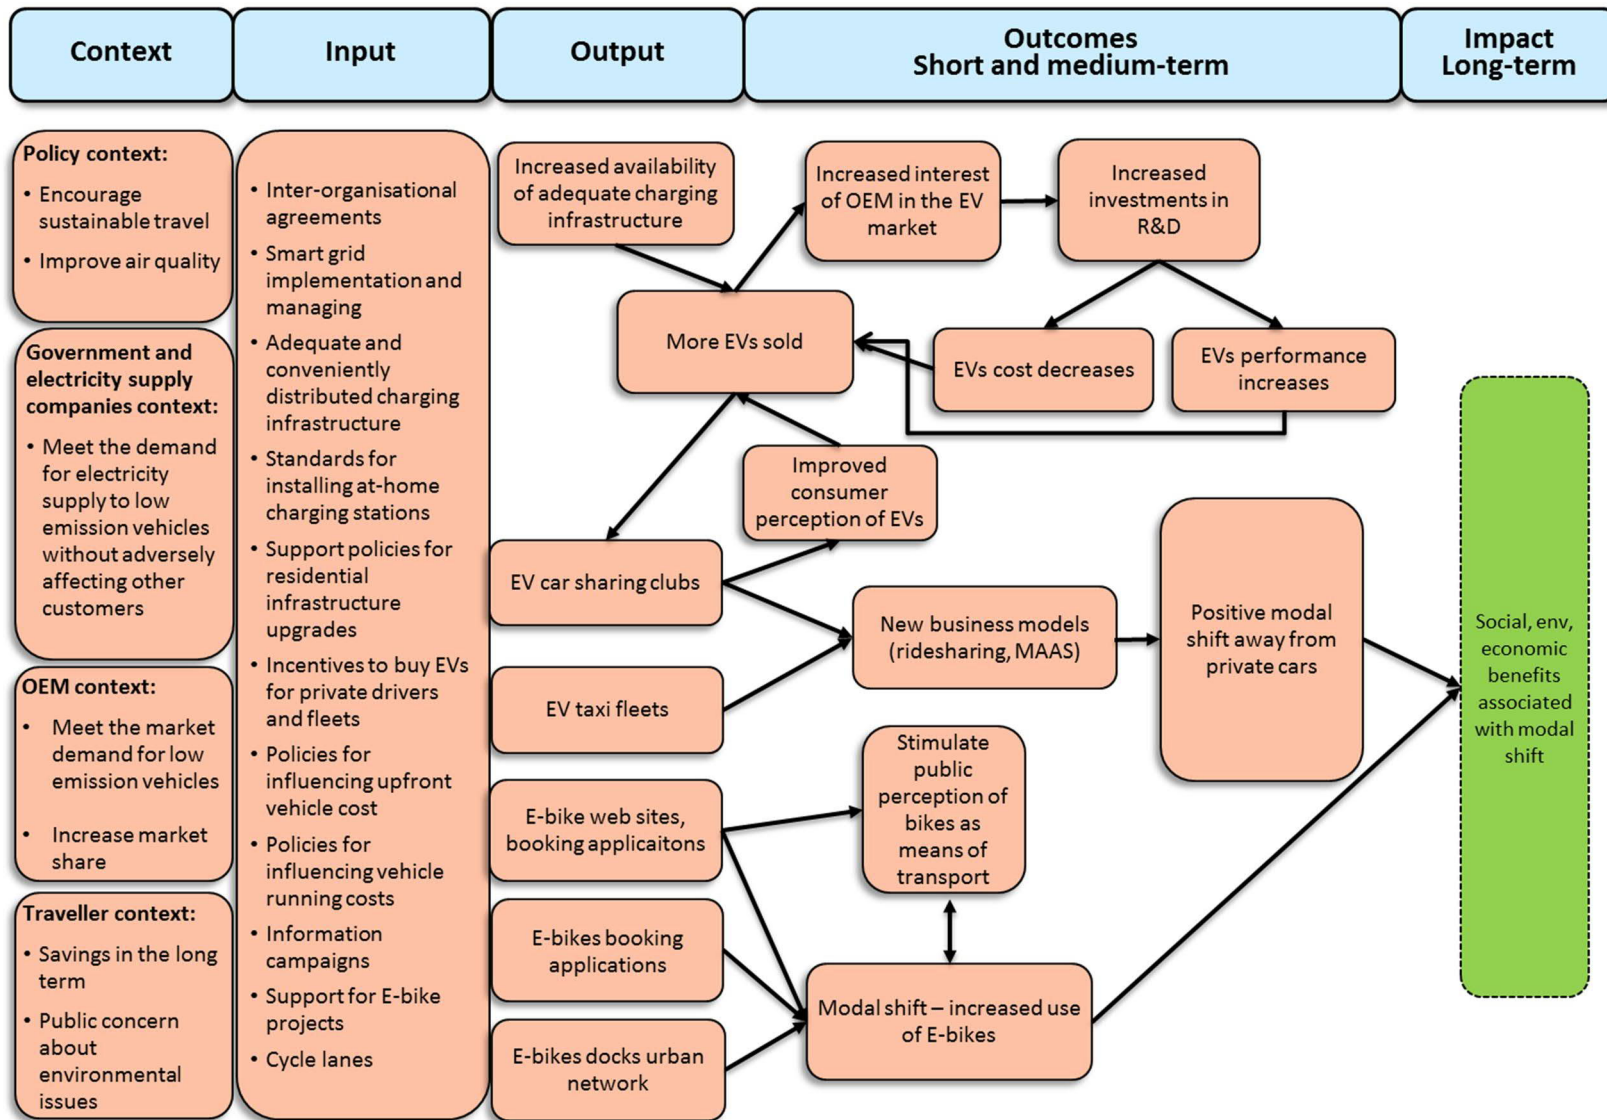 Context
Input
Output
Outcomes
Short and medium-term
Impact
Long-term
Policy context:
• Encourage
sustainable travel
• Improve air quality
Government and
electricity supply
companies context:
• Meet the demand
for electricity
supply to low
emission vehicles
without adversely
affecting other
customers
OEM context:
• Meet the market
demand for low
emission vehicles
• Increase market
share
Traveller context:
• Savings in the long
term
• Public concern
about
environmental
issues
• Inter-organisational
agreements
• Smart grid
implementation and
managing
• Adequate and
conveniently
distributed charging
infrastructure
• Standards for
installing at-home
charging stations
• Support policies for
residential
infrastructure
upgrades
• Incentives to buy EVs
for private drivers
and fleets
• Policies for
influencing upfront
vehicle cost
• Policies for
influencing vehicle
running costs
• Information
campaigns
• Support for E-bike
projects
• Cycle lanes
Increased availability
of adequate charging
infrastructure
Increased interest
of OEM in the EV
market
Increased
investments in
R&D
More EVs sold
EVs cost decreases
EVs performance
increases
Improved
consumer
perception of EVs
EV car sharing clubs
EV taxi fleets
New business models
(ridesharing, MAAS)
Positive modal
shift away from
private cars
E-bike web sites,
booking applicaitons
E-bikes booking
applications
E-bikes docks urban
network
Stimulate
public
perception of
bikes as
means of
transport
Modal shift – increased use
of E-bikes
Social, env,
economic
benefits
associated
with modal
shift